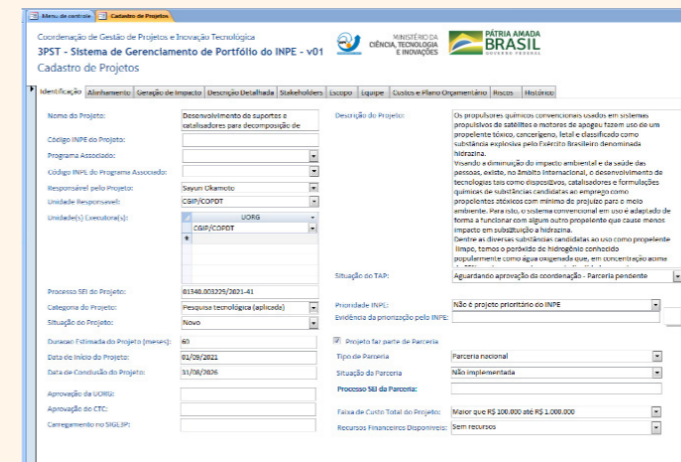 Menu de controle Cadastro de Projetos
Coordenação de Gestão de Projetos e Inovação Tecnológica
3PST - Sistema de Gerenciamento de Portfólio do INPE - v01
Cadastro de Projetos
MINISTÉRIO DA
CIÊNCIA, TECNOLOGIA
E INOVAÇÕES
PÁTRIA AMADA
BRASIL
GOVERNO FEDERAL
Identificação Alinhamento Geração de Impacto Descrição Detalhada Stakeholders Escopo Equipe Custos e Plano Orçamentário Riscos Histórico
Nome do Projeto: Desenvolvimento de suportes e
catalisadores para decomposição de
Código INPE do Projeto:
Programa Associado:
Código INPE do Programa Associado:
Responsável pelo Projeto: Sayuri Okamoto
Unidade Responsavel: CGIP/COPDT
Unidade(s) Executora(s): UORG
CGIP/COPDT
Processo SEI do Projeto: 01340.003229/2021-41
Categoria do Projeto: Pesquisa tecnológica (aplicada)
Situação do Projeto: Novo
Duracao Estimada do Projeto (meses): 60
Data de Início do Projeto: 01/09/2021
Data de Conclusão do Projeto: 31/08/2026
Aprovação da UORG:
Aprovação do CTC:
Carregamento no SIGE3P:
Descrição do Projeto: Os propulsores químicos convencionais usados em sistemas
propulsivos de satélites e motores de apogeu fazem uso de um
propelente tóxico, cancerígeno, letal e classificado como
substância explosiva pelo Exército Brasileiro denominada
hidrazina.
Visando a diminuição do impacto ambiental e da saúde das
pessoas, existe, no âmbito internacional, o desenvolvimento de
tecnologias tais como dispositivos, catalisadores e formulações
químicas de substâncias candidatas ao emprego como
propelentes atóxicos com mínimo de prejuízo para o meio
ambiente. Para isto, o sistema convencional em uso é adaptado de
forma a funcionar com algum outro propelente que cause menos
impacto em substituição a hidrazina.
Dentre as diversas substâncias candidatas ao uso como propelente
limpo, temos o peróxido de hidrogênio conhecido
popularmente como água oxigenada que, em concentração acima
Situação do TAP: Aguardando aprovação da coordenação - Parceria pendente
Prioridade INPE: Não é projeto prioritário do INPE
Evidência da priorização pelo INPE:
Projeto faz parte de Parceria
Tipo de Parceria Parceria nacional
Situação da Parceria Não implementada
Processo SEI da Parceria:
Faixa de Custo Total do Projeto: Maior que R$ 100.000 até R$ 1.000.000
Recursos Financeiros Disponíveis: Sem recursos